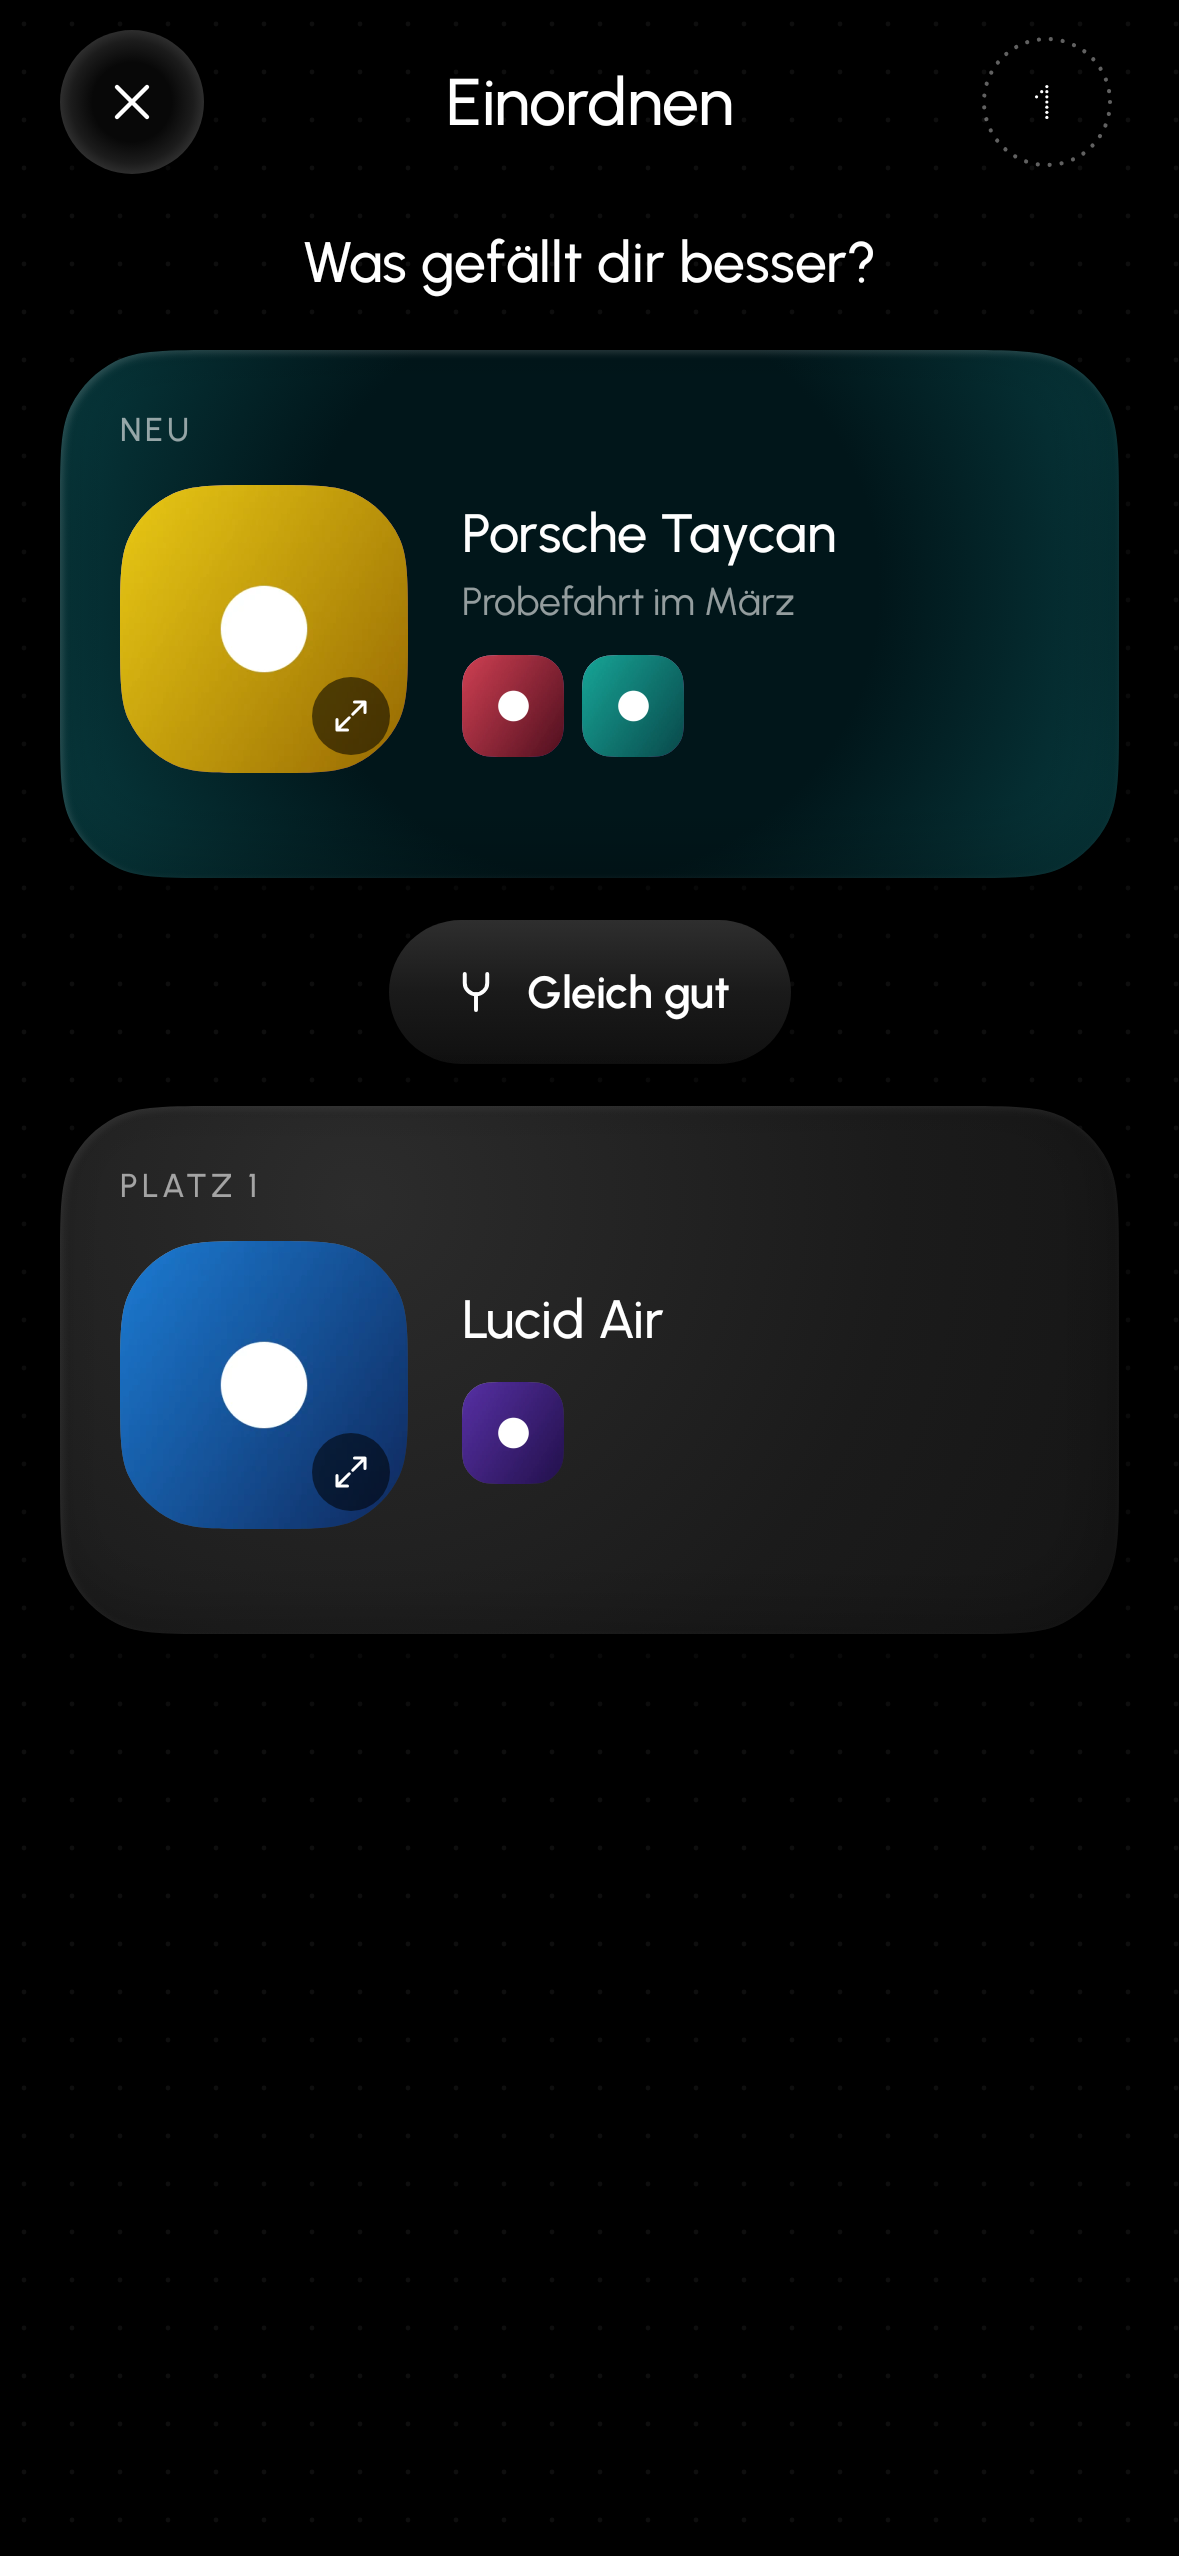 Einordnen
1
Was gefällt dir besser?
NEU
Porsche Taycan
Probefahrt im März
Gleich gut
PLATZ 1
Lucid Air